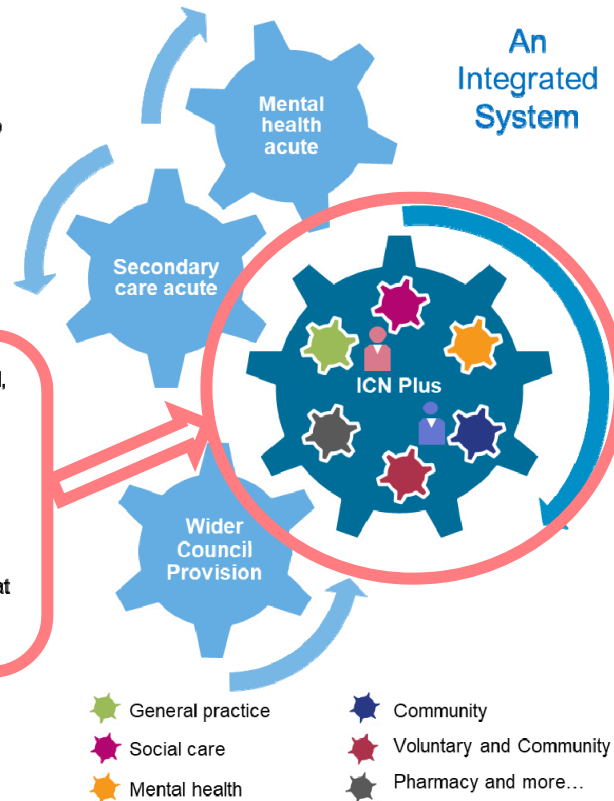 An
Integrated
System
Mental
health
acute
Secondary
care acute
ICN Plus
at
Wider
Council
Provision
General practice
Social care
Mental health
Community
Voluntary and Community
Pharmacy and more…